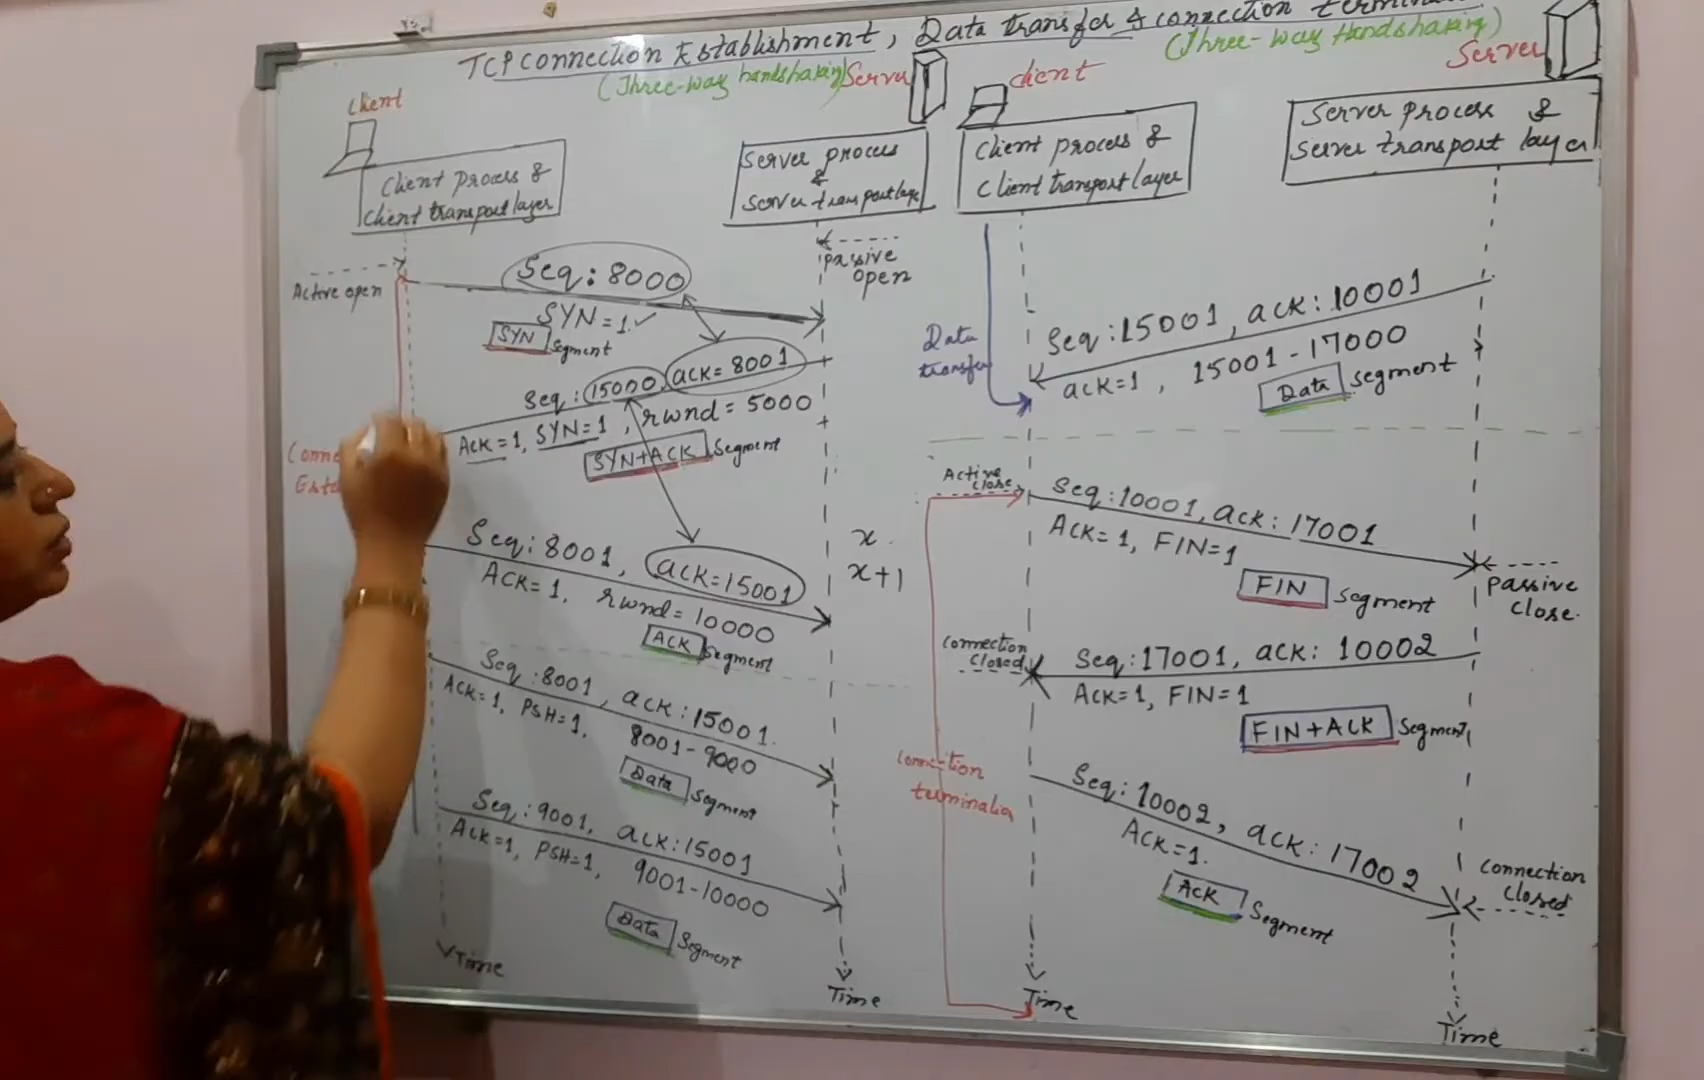 TCP Connection Establishment, Data transfer & connection
(Three-way handshaking)
(Three-way Handshaking)
Client
Server
client
Server
Client process &
Client transport layer
Server process
&
Server transport laye
Client process &
Client transport layer
Server process &
Server transport layer
Active open
passive
open
Seq: 8000
SYN=1 ✓
SYN segment
Seq: 15000, ack= 8001
Ack=1, SYN=1, rwnd = 5000
SYN+ACK Segment
Seq: 8001, ack=15001
ACK=1, rwnd= 10000
ACK segment
x
x+1
Seq: 8001, ack: 15001
ACK=1, PSH=1, 8001-9000
Data segment
Seq: 9001, ack: 15001
Ack=1, PSH=1, 9001-10000
Data segment
Time
Time
Data
transfer
Seq: 15001, ack: 10001
ack=1, 15001-17000
Data segment
Active
close
Seq: 10001, ack: 17001
Ack=1, FIN=1
FIN segment
passive
close.
connection
closed
Seq: 17001, ack: 10002
Ack=1, FIN=1
FIN+ACK Segment
connection
terminatio
Seq: 10002, ack: 17002
Ack=1.
ACK Segment
connection
closed
Time
Time